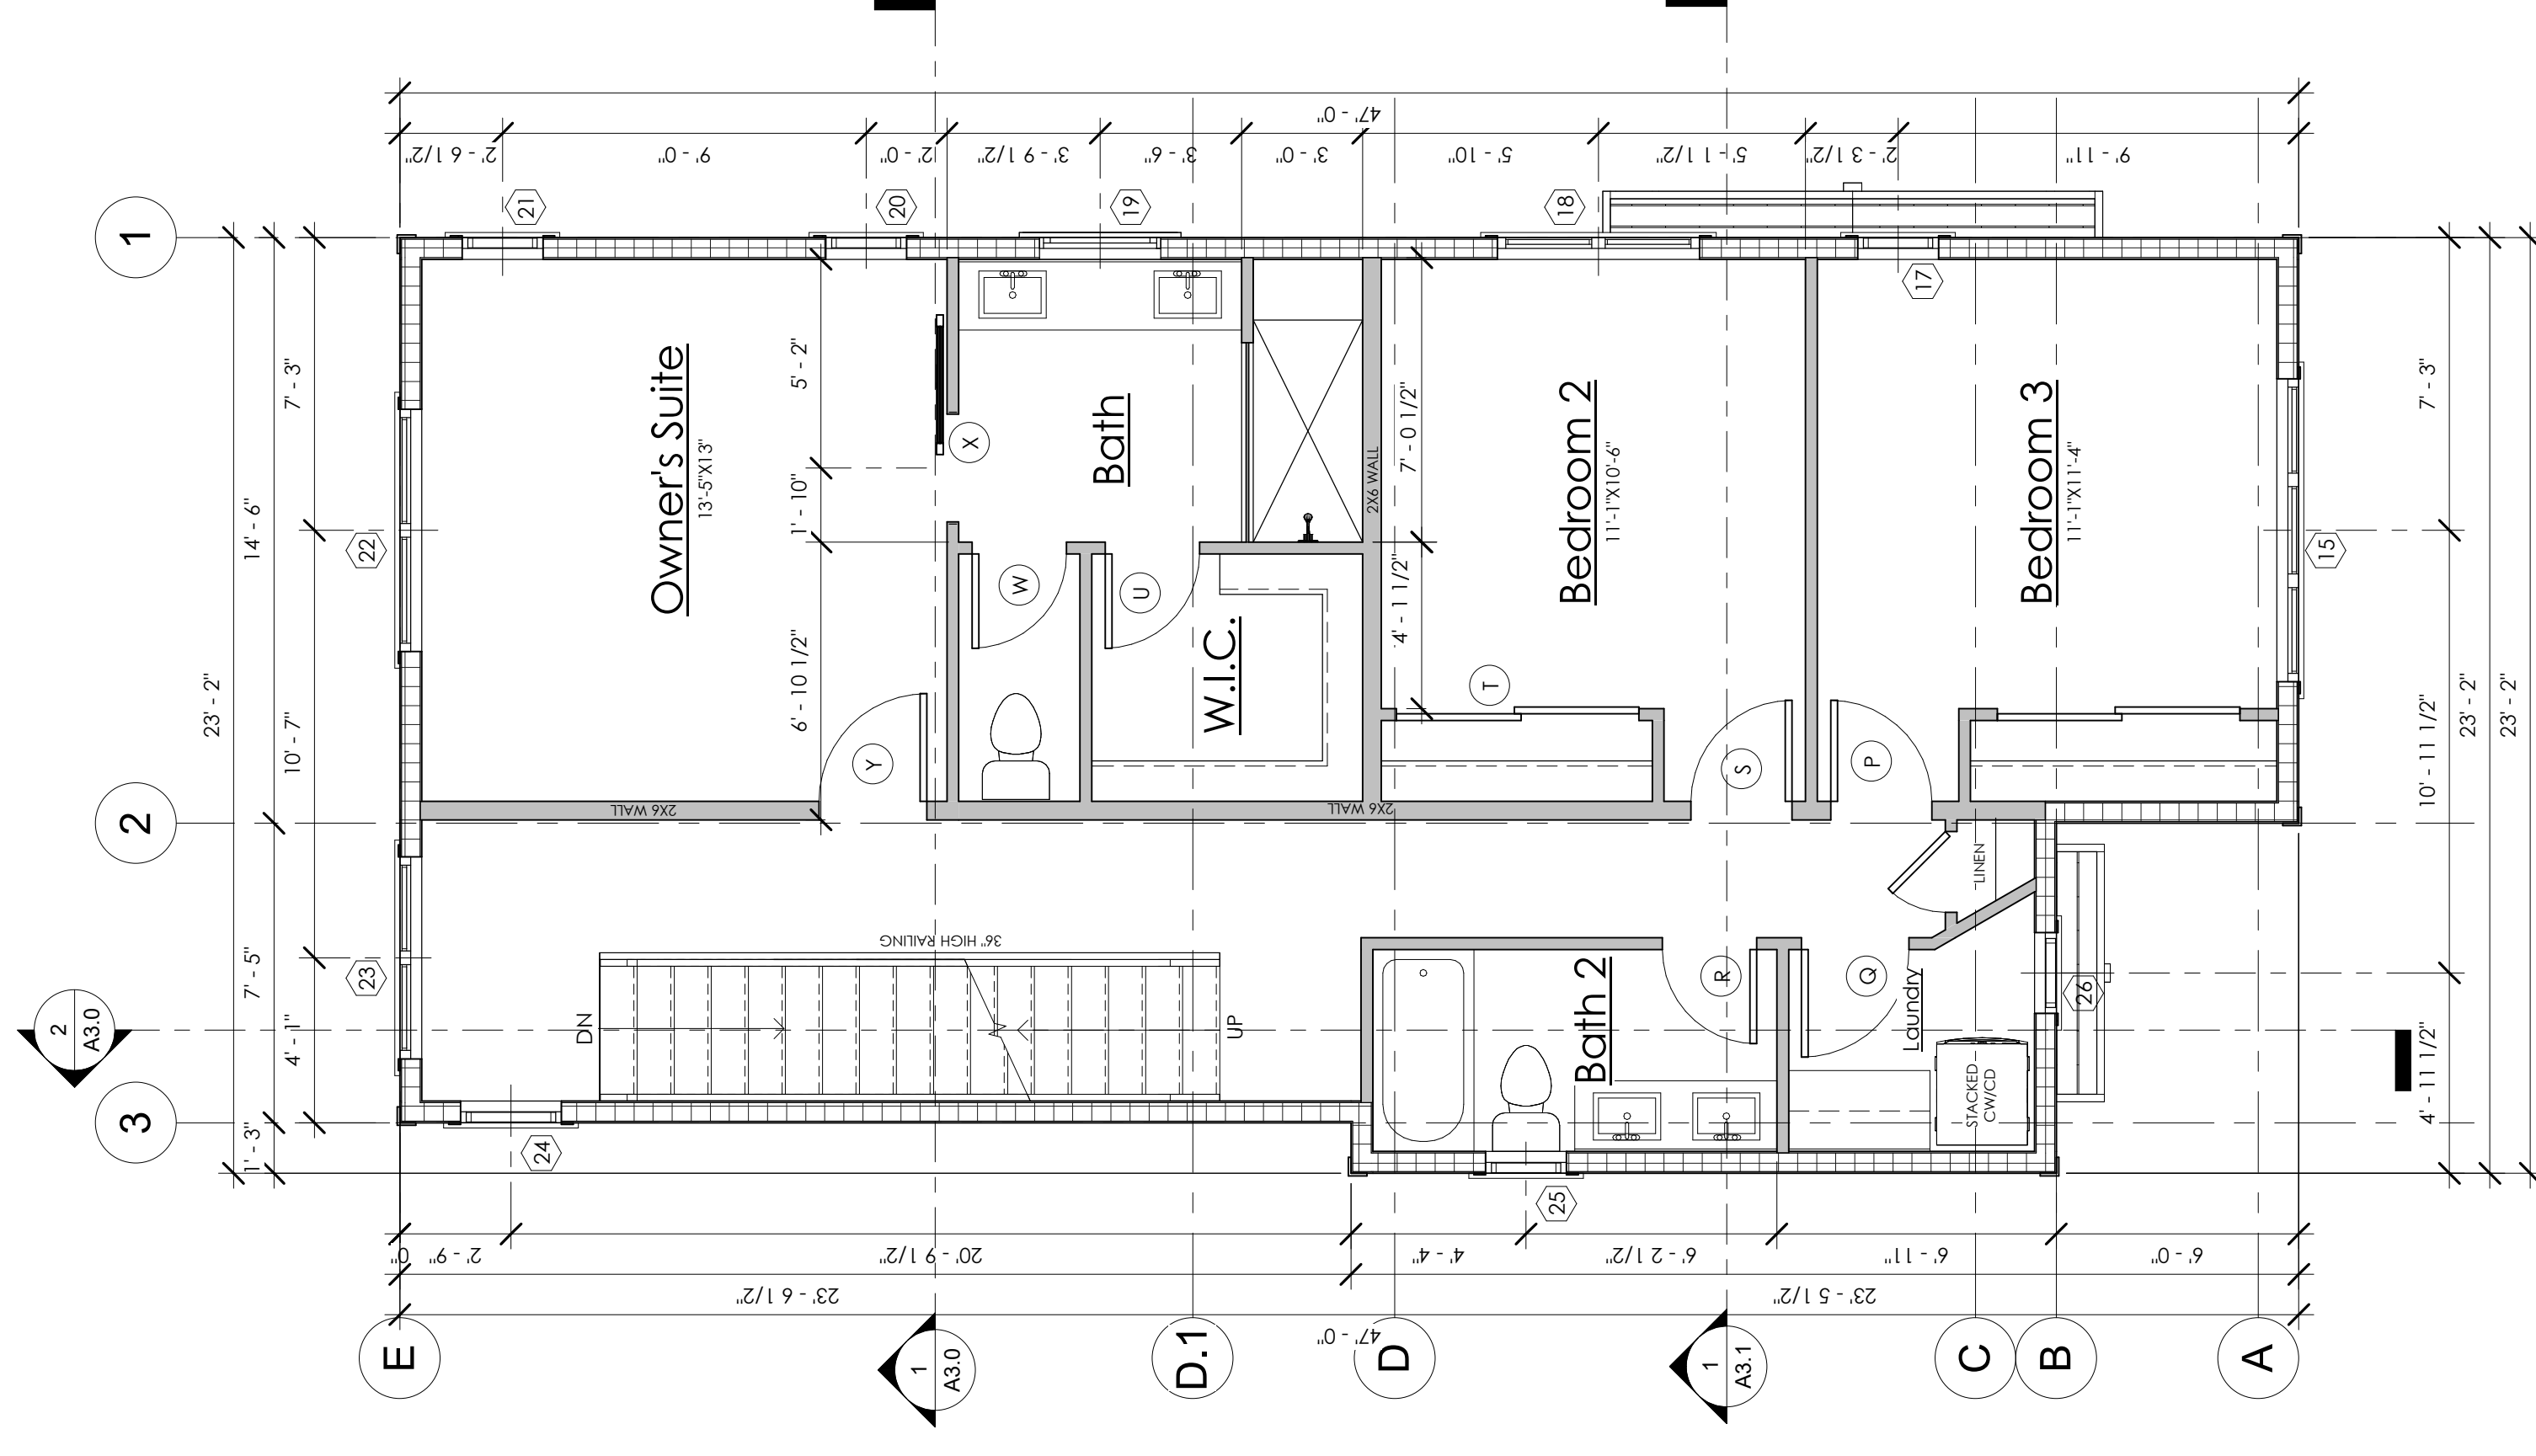 47' - 0"
2' - 6 1/2"
9' - 0"
2' - 0"
3' - 9 1/2"
3' - 6"
3' - 0"
5' - 10"
5' - 1 1/2"
2' - 3 1/2"
9' - 11"
1
21
20
19
18
17
23' - 2"
14' - 6"
7' - 3"
22
10' - 7"
2
7' - 5"
23
4' - 1"
2
A3.0
3
1' - 3"
24
Owner's Suite
13'-5"X13"
5' - 2"
1' - 10"
6' - 10 1/2"
X
Y
2X6 WALL
Bath
W
U
W.I.C.
2X6 WALL
2X6 WALL
7' - 0 1/2"
4' - 1 1/2"
Bedroom 2
11'-1"X10'-6"
T
S
Bedroom 3
11'-1"X11'-4"
P
15
7' - 3"
10' - 11 1/2"
23' - 2"
23' - 2"
4' - 11 1/2"
LINEN
36" HIGH RAILING
DN
UP
Bath 2
R
Q
Laundry
STACKED
CW/CD
26
25
0"
2' - 9"
20' - 9 1/2"
4' - 4"
6' - 2 1/2"
6' - 11"
6' - 0"
23' - 6 1/2"
23' - 5 1/2"
47' - 0"
E
1
A3.0
D.1
D
1
A3.1
C
B
A